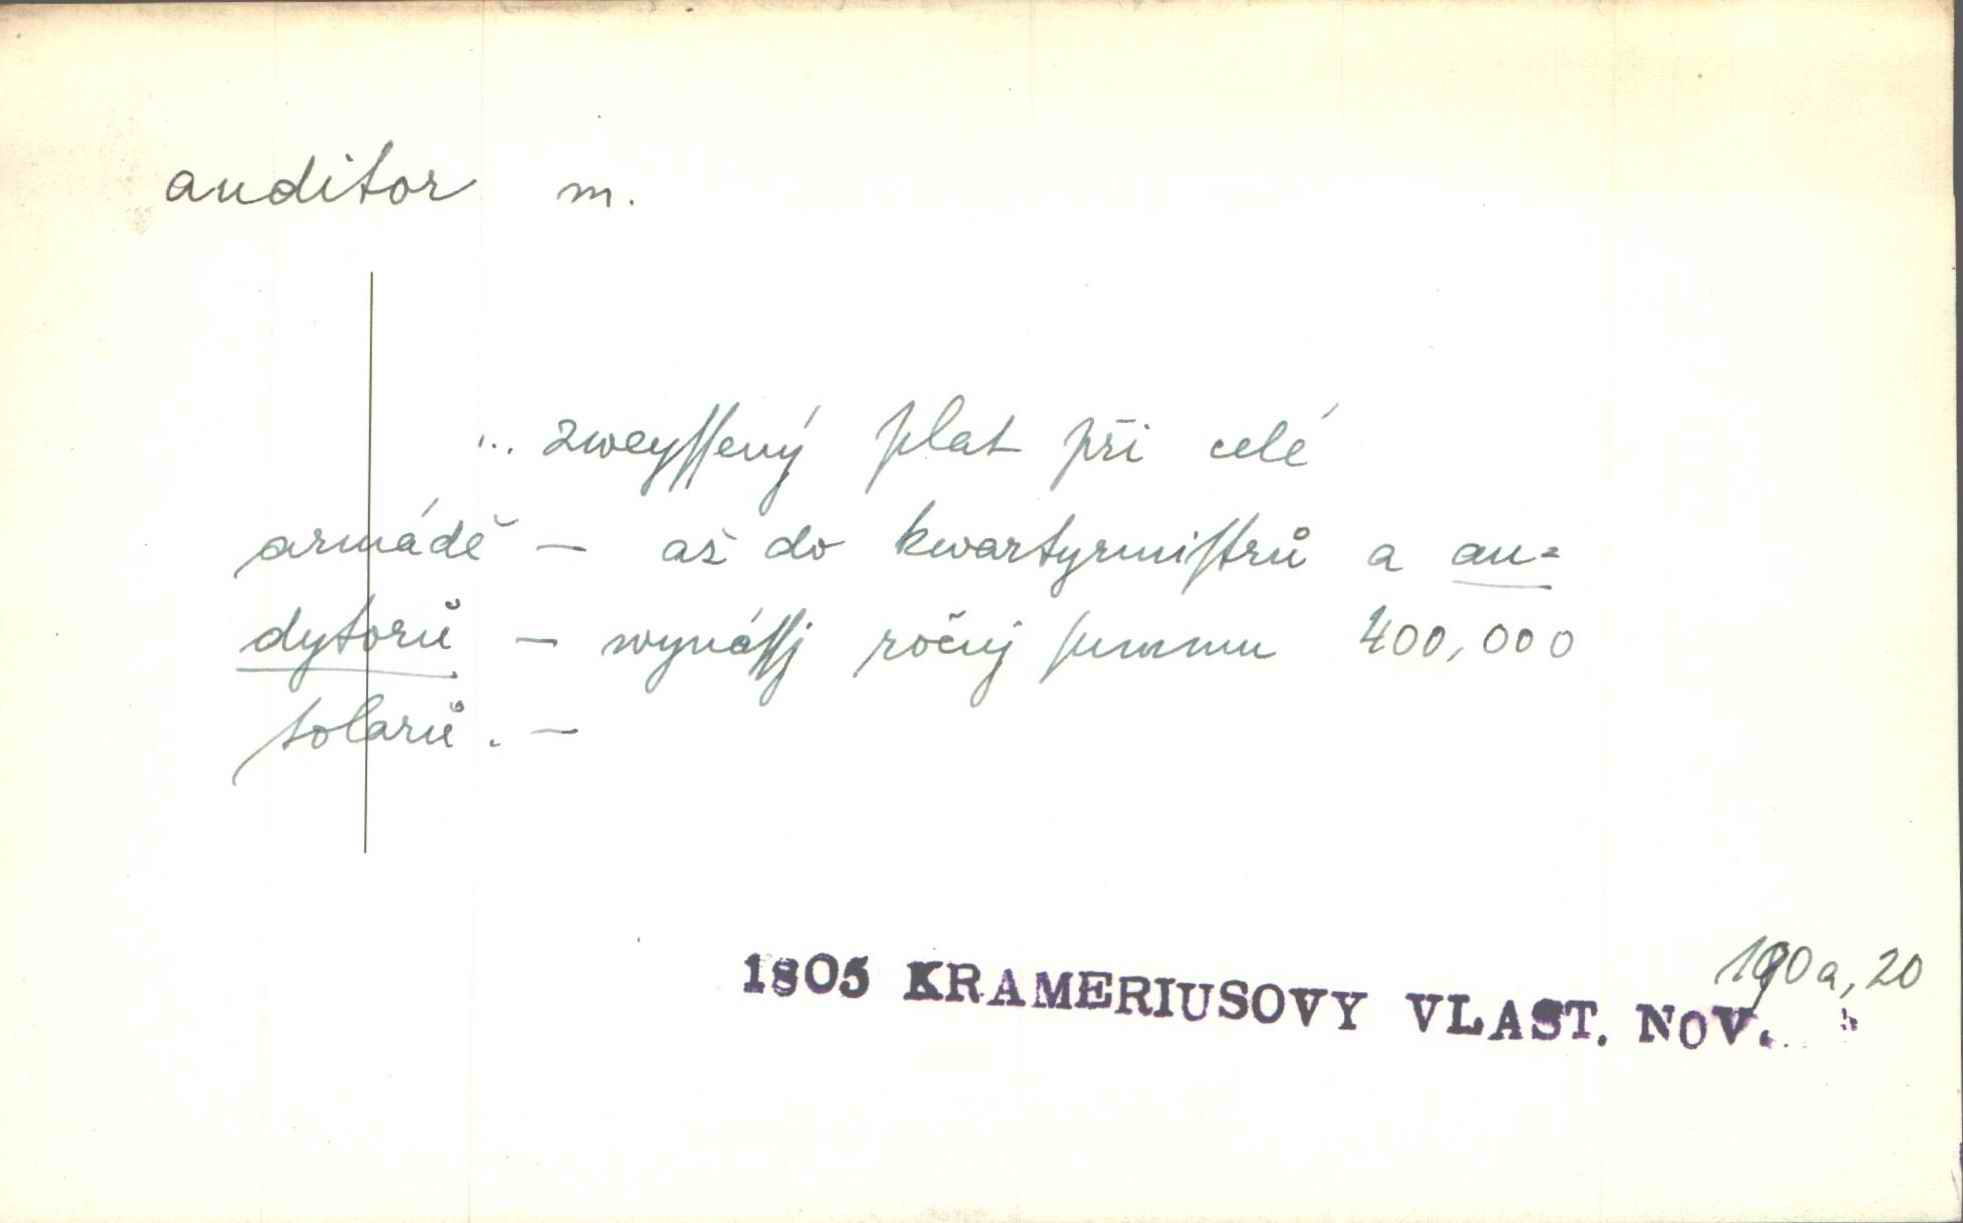 auditor m.
... zweyſſený plat při celé
armádě – až do kwartyrmiſtrů a au=
dytorů – wynáſſj ročnj ſummu 400,000
tolarů. –
190a, 20
1805 KRAMERIUSOVY VLAST. NOV.